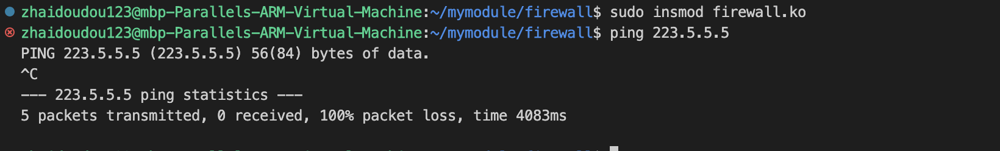 zhaidoudou123@mbp-Parallels-ARM-Virtual-Machine:~/mymodule/firewall$ sudo insmod firewall.ko
zhaidoudou123@mbp-Parallels-ARM-Virtual-Machine:~/mymodule/firewall$ ping 223.5.5.5
PING 223.5.5.5 (223.5.5.5) 56(84) bytes of data.
^C
--- 223.5.5.5 ping statistics ---
5 packets transmitted, 0 received, 100% packet loss, time 4083ms